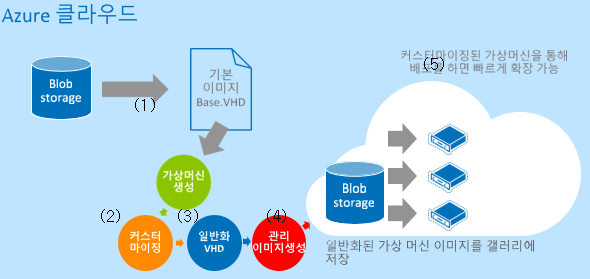 Azure 클라우드
커스터마이징된 가상머신을 통해
배포를 하면 빠르게 확장 가능
(5)
Blob
storage
(1)
기본
이미지
Base.VHD
가상머신
생성
(2)
커스터
마이징
(3)
일반화
VHD
(4)
관리
이미지생성
Blob
storage
일반화된 가상 머신 이미지를 갤러리에
저장